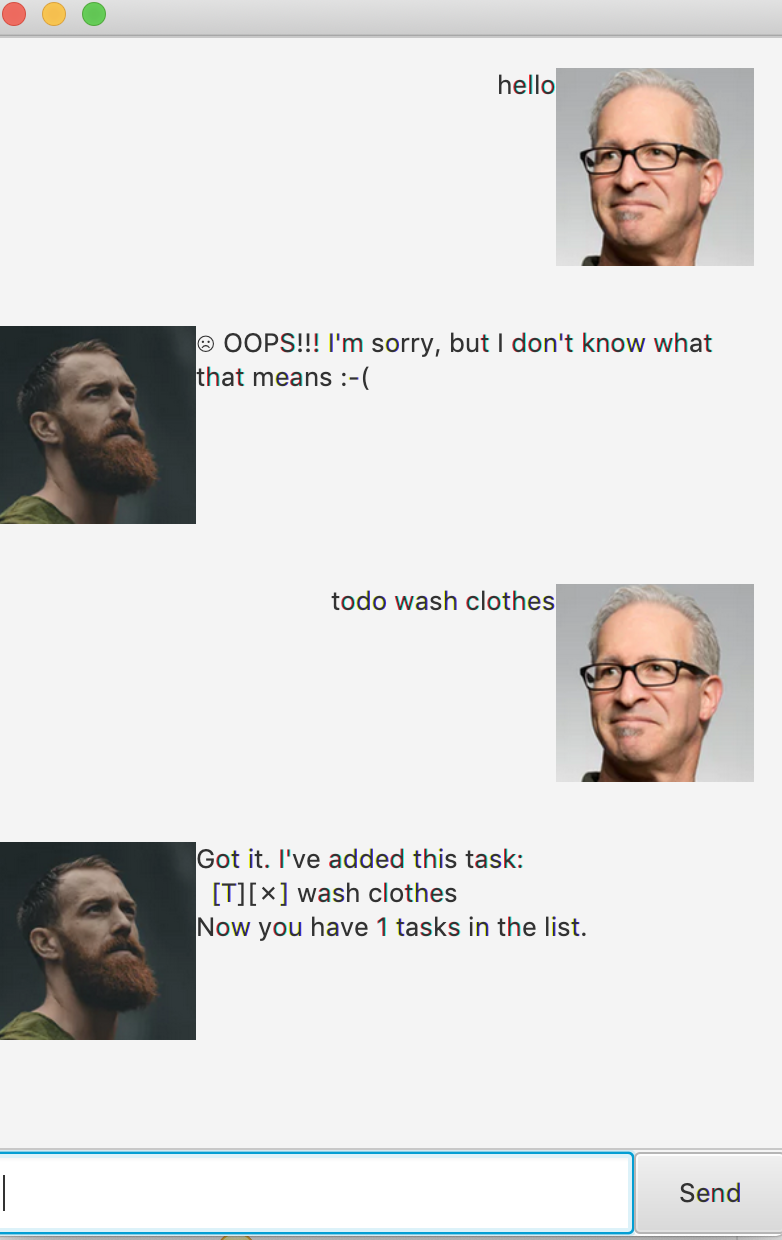 hello
☹ OOPS!!! I'm sorry, but I don't know what
that means :-(
todo wash clothes
Got it. I've added this task:
[T][✗] wash clothes
Now you have 1 tasks in the list.
Send